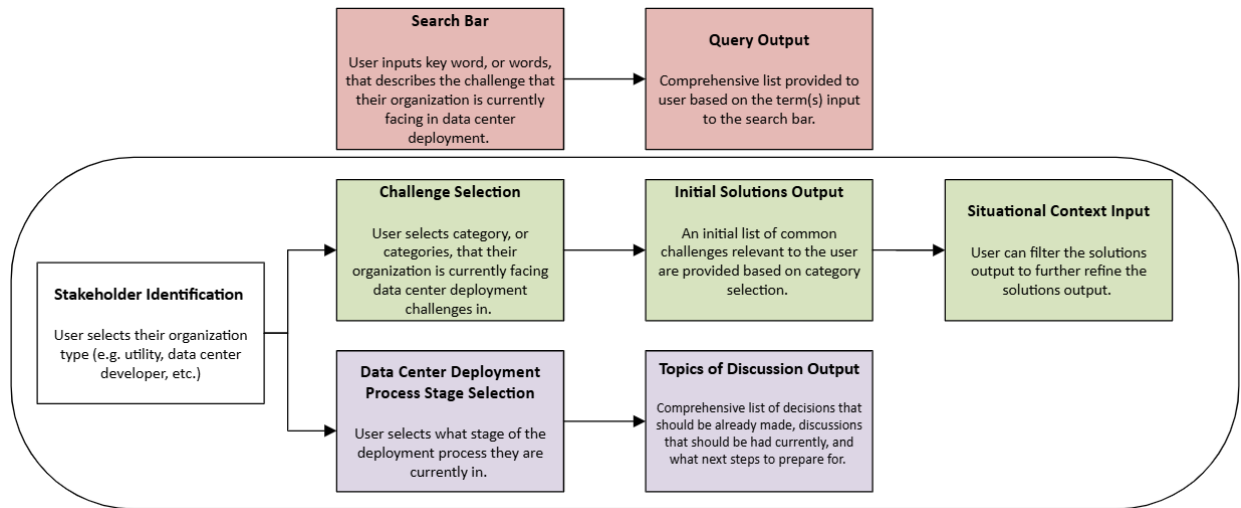 Search Bar
User inputs key word, or words,
that describes the challenge that
their organization is currently
facing in data center
deployment.
Query Output
Comprehensive list provided to
user based on the term(s) input
to the search bar.
Stakeholder Identification
User selects their organization
type (e.g. utility, data center
developer, etc.)
Challenge Selection
User selects category, or
categories, that their
organization is currently facing
data center deployment
challenges in.
Initial Solutions Output
An initial list of common
challenges relevant to the user
are provided based on category
selection.
Situational Context Input
User can filter the solutions
output to further refine the
solutions output.
Data Center Deployment
Process Stage Selection
User selects what stage of the
deployment process they are
currently in.
Topics of Discussion Output
Comprehensive list of decisions that
should be already made, discussions
that should be had currently, and
what next steps to prepare for.